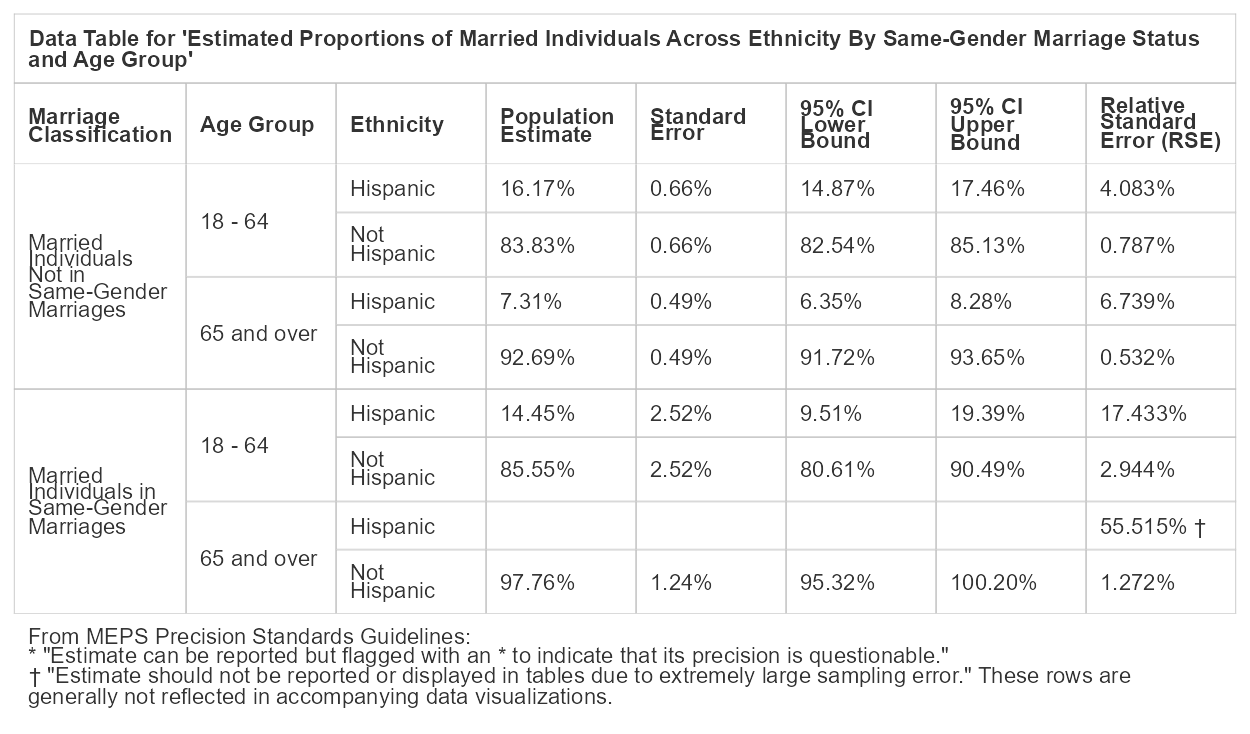 Data Table for 'Estimated Proportions of Married Individuals Across Ethnicity By Same-Gender Marriage Status
and Age Group'
Marriage Classification Age Group Ethnicity Population Estimate Standard Error 95% CI Lower Bound 95% CI Upper Bound Relative Standard Error (RSE)
Married Individuals Not in Same-Gender Marriages
18 - 64
Hispanic 16.17% 0.66% 14.87% 17.46% 4.083%
Not Hispanic 83.83% 0.66% 82.54% 85.13% 0.787%
65 and over
Hispanic 7.31% 0.49% 6.35% 8.28% 6.739%
Not Hispanic 92.69% 0.49% 91.72% 93.65% 0.532%
Married Individuals in Same-Gender Marriages
18 - 64
Hispanic 14.45% 2.52% 9.51% 19.39% 17.433%
Not Hispanic 85.55% 2.52% 80.61% 90.49% 2.944%
65 and over
Hispanic 55.515% †
Not Hispanic 97.76% 1.24% 95.32% 100.20% 1.272%
From MEPS Precision Standards Guidelines:
* "Estimate can be reported but flagged with an * to indicate that its precision is questionable."
† "Estimate should not be reported or displayed in tables due to extremely large sampling error." These rows are
generally not reflected in accompanying data visualizations.